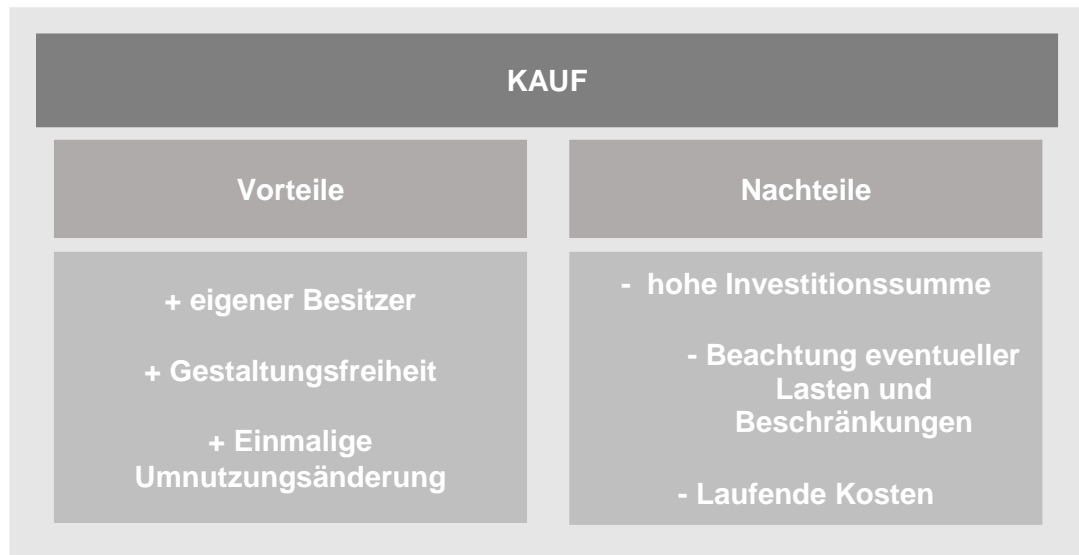 KAUF
Vorteile
+ eigener Besitzer
+ Gestaltungsfreiheit
+ Einmalige
Umnutzungsänderung
Nachteile
- hohe Investitionssumme
- Beachtung eventueller
Lasten und
Beschränkungen
- Laufende Kosten